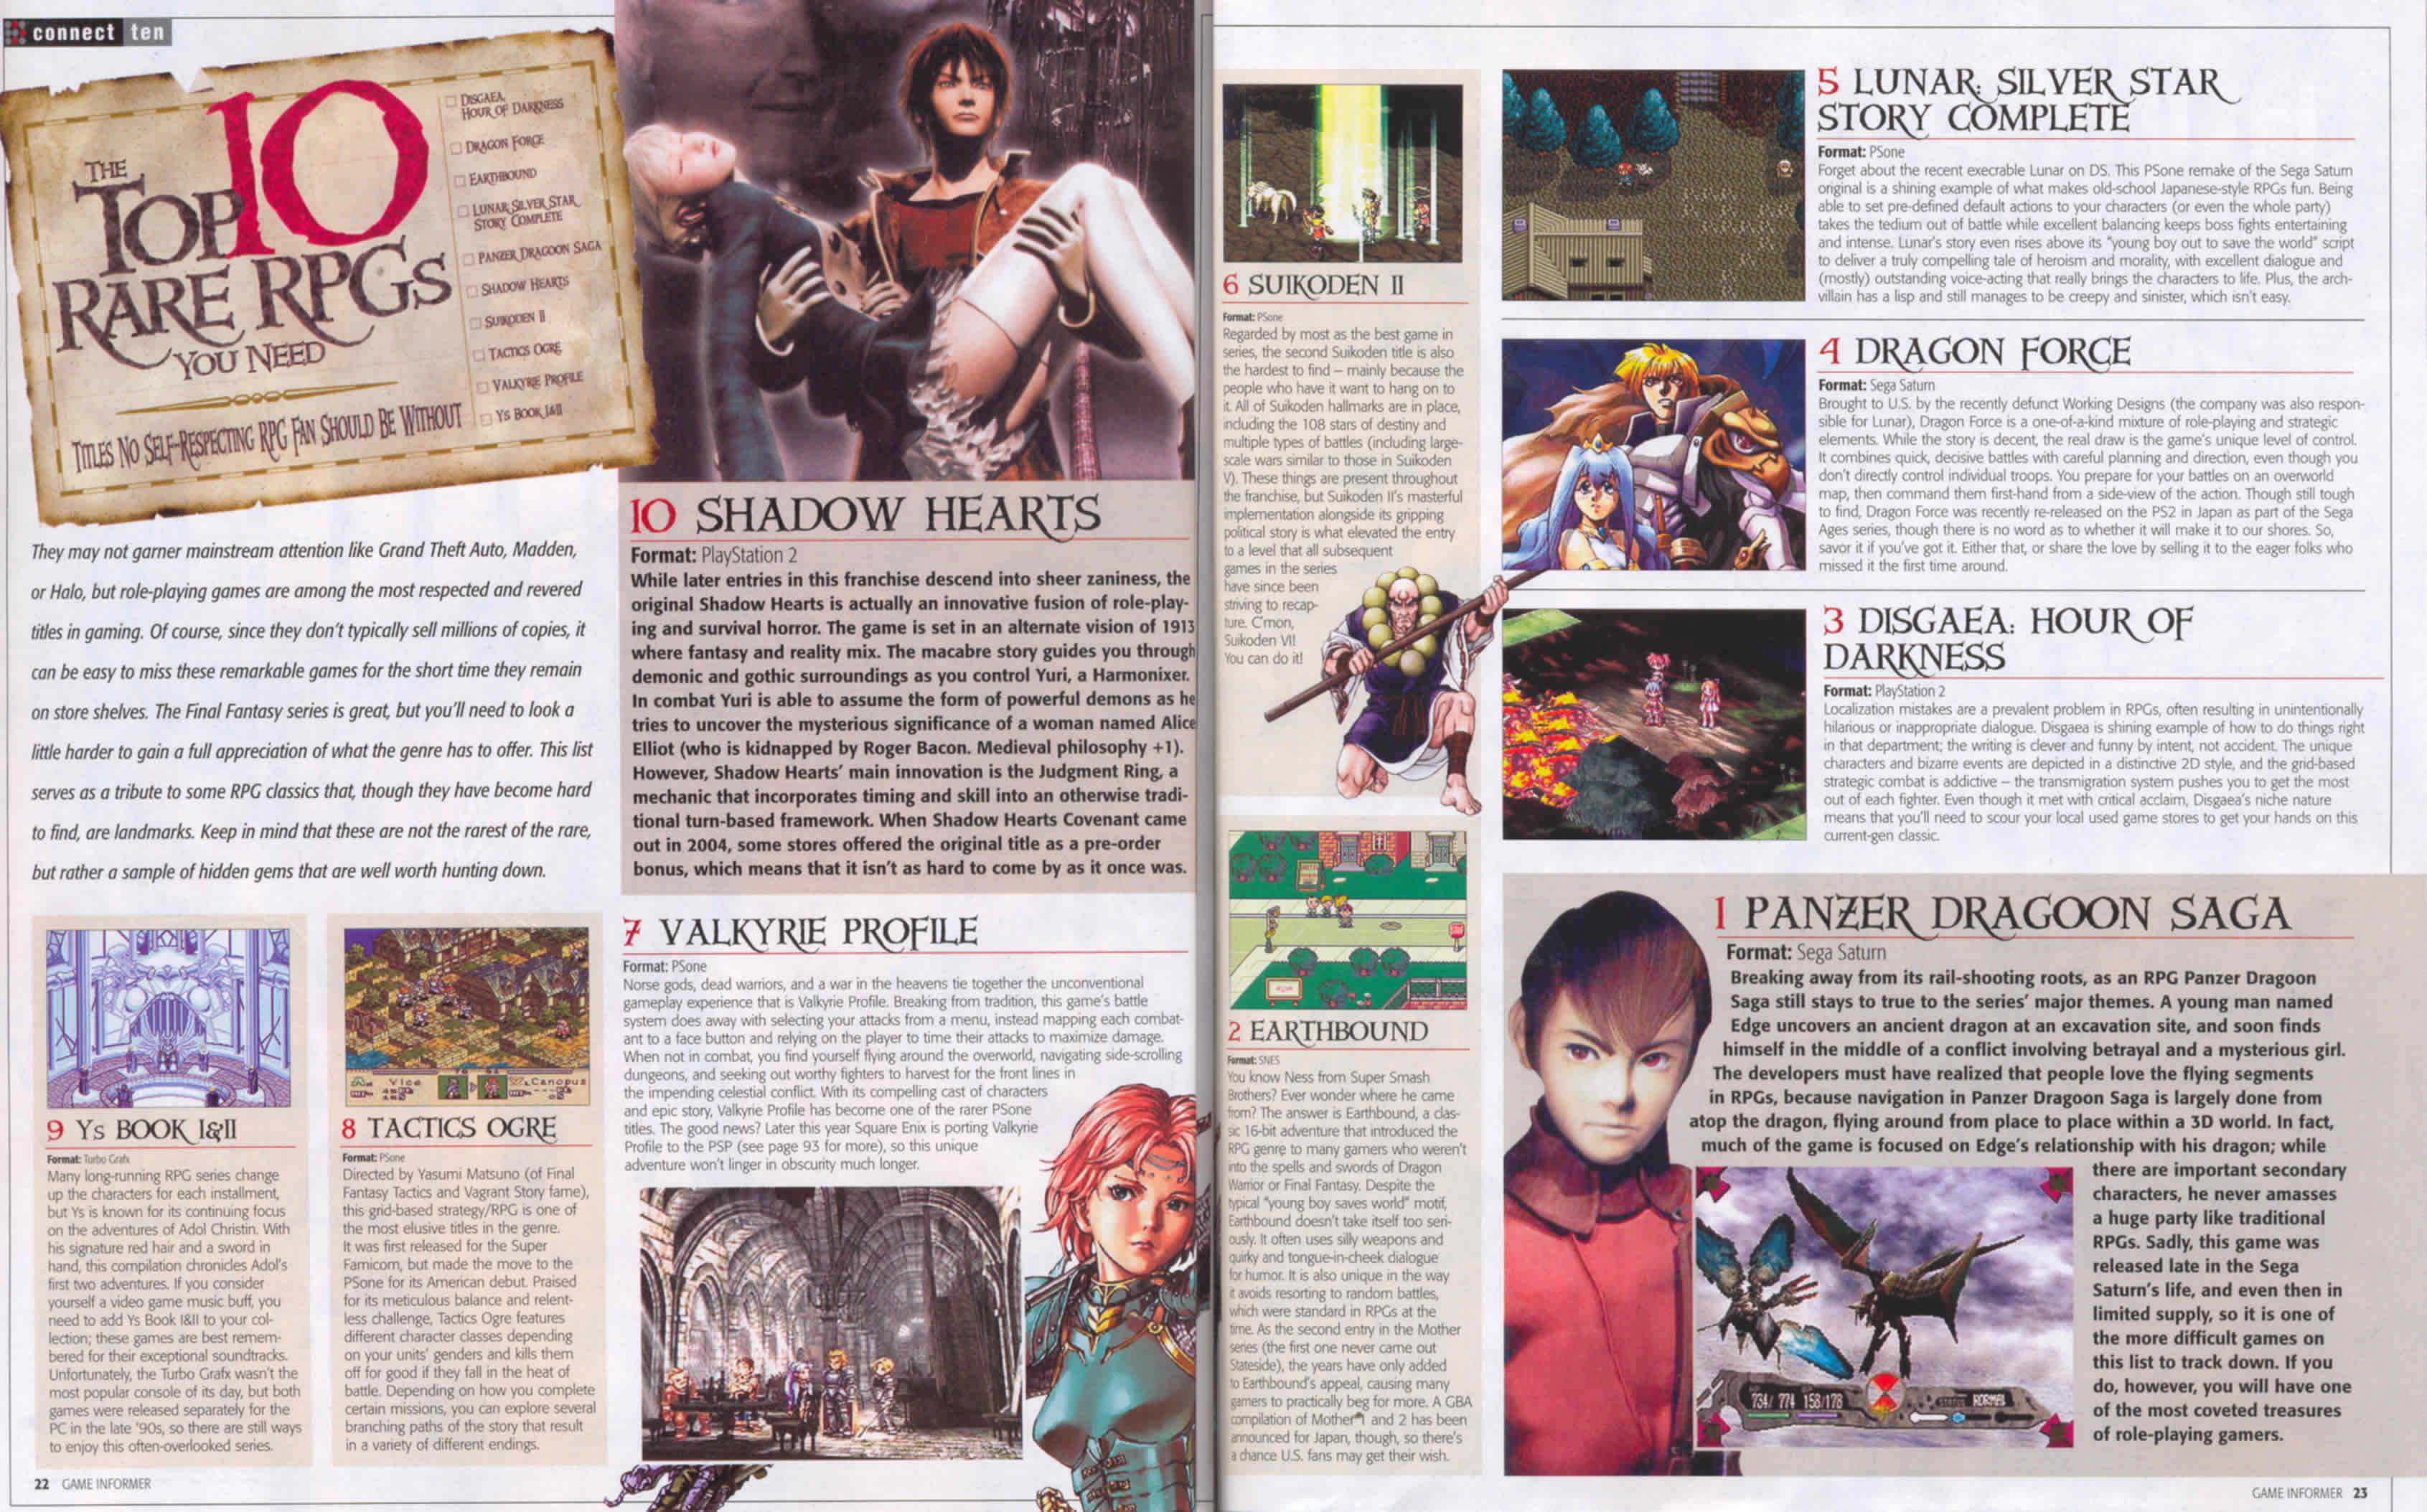 connect ten
THE
TOP 10
RARE RPGS
YOU NEED
TITLES NO SELF-RESPECTING RPG FAN SHOULD BE WITHOUT
DISGAEA,
HOUR OF DARKNESS
DRAGON FORCE
EARTHBOUND
LUNAR: SILVER STAR
STORY COMPLETE
PANZER DRAGOON SAGA
SHADOW HEARTS
SUIKODEN II
TACTICS OGRE
VALKYRIE PROFILE
YS BOOK I&II
They may not garner mainstream attention like Grand Theft Auto, Madden,
or Halo, but role-playing games are among the most respected and revered
titles in gaming. Of course, since they don't typically sell millions of copies, it
can be easy to miss these remarkable games for the short time they remain
on store shelves. The Final Fantasy series is great, but you'll need to look a
little harder to gain a full appreciation of what the genre has to offer. This list
serves as a tribute to some RPG classics that, though they have become hard
to find, are landmarks. Keep in mind that these are not the rarest of the rare,
but rather a sample of hidden gems that are well worth hunting down.
10 SHADOW HEARTS
Format: PlayStation 2
While later entries in this franchise descend into sheer zaniness, the
original Shadow Hearts is actually an innovative fusion of role-play-
ing and survival horror. The game is set in an alternate vision of 1913
where fantasy and reality mix. The macabre story guides you through
demonic and gothic surroundings as you control Yuri, a Harmonixer.
In combat Yuri is able to assume the form of powerful demons as he
tries to uncover the mysterious significance of a woman named Alice
Elliot (who is kidnapped by Roger Bacon. Medieval philosophy +1).
However, Shadow Hearts' main innovation is the Judgment Ring, a
mechanic that incorporates timing and skill into an otherwise tradi-
tional turn-based framework. When Shadow Hearts Covenant came
out in 2004, some stores offered the original title as a pre-order
bonus, which means that it isn't as hard to come by as it once was.
9 YS BOOK I&II
Format: Turbo Grafx
Many long-running RPG series change
up the characters for each installment,
but Ys is known for its continuing focus
on the adventures of Adol Christin. With
his signature red hair and a sword in
hand, this compilation chronicles Adol's
first two adventures. If you consider
yourself a video game music buff, you
need to add Ys Book I&II to your col-
lection; these games are best remem-
bered for their exceptional soundtracks.
Unfortunately, the Turbo Grafx wasn't the
most popular console of its day, but both
games were released separately for the
PC in the late '90s, so there are still ways
to enjoy this often-overlooked series.
Vice
Canopus
8 TACTICS OGRE
Format: PSone
Directed by Yasumi Matsuno (of Final
Fantasy Tactics and Vagrant Story fame),
this grid-based strategy/RPG is one of
the most elusive titles in the genre.
It was first released for the Super
Famicom, but made the move to the
PSone for its American debut. Praised
for its meticulous balance and relent-
less challenge, Tactics Ogre features
different character classes depending
on your units' genders and kills them
off for good if they fall in the heat of
battle. Depending on how you complete
certain missions, you can explore several
branching paths of the story that result
in a variety of different endings.
7 VALKYRIE PROFILE
Format: PSone
Norse gods, dead warriors, and a war in the heavens tie together the unconventional
gameplay experience that is Valkyrie Profile. Breaking from tradition, this game's battle
system does away with selecting your attacks from a menu, instead mapping each combat-
ant to a face button and relying on the player to time their attacks to maximize damage.
When not in combat, you find yourself flying around the overworld, navigating side-scrolling
dungeons, and seeking out worthy fighters to harvest for the front lines in
the impending celestial conflict. With its compelling cast of characters
and epic story, Valkyrie Profile has become one of the rarer PSone
titles. The good news? Later this year Square Enix is porting Valkyrie
Profile to the PSP (see page 93 for more), so this unique
adventure won't linger in obscurity much longer.
22 GAME INFORMER
6 SUIKODEN II
Format: PSone
Regarded by most as the best game in
series, the second Suikoden title is also
the hardest to find – mainly because the
people who have it want to hang on to
it. All of Suikoden hallmarks are in place,
including the 108 stars of destiny and
multiple types of battles (including large-
scale wars similar to those in Suikoden
V). These things are present throughout
the franchise, but Suikoden II's masterful
implementation alongside its gripping
political story is what elevated the entry
to a level that all subsequent
games in the series
have since been
striving to recap-
ture. C'mon,
Suikoden VI!
You can do it!
2 EARTHBOUND
Format: SNES
You know Ness from Super Smash
Brothers? Ever wonder where he came
from? The answer is Earthbound, a clas-
sic 16-bit adventure that introduced the
RPG genre to many gamers who weren't
into the spells and swords of Dragon
Warrior or Final Fantasy. Despite the
typical "young boy saves world" motif,
Earthbound doesn't take itself too seri-
ously. It often uses silly weapons and
quirky and tongue-in-cheek dialogue
for humor. It is also unique in the way
it avoids resorting to random battles,
which were standard in RPGs at the
time. As the second entry in the Mother
series (the first one never came out
Stateside), the years have only added
to Earthbound's appeal, causing many
gamers to practically beg for more. A GBA
compilation of Mother and 2 has been
announced for Japan, though, so there's
a chance U.S. fans may get their wish.
5 LUNAR: SILVER STAR
STORY COMPLETE
Format: PSone
Forget about the recent execrable Lunar on DS. This PSone remake of the Sega Saturn
original is a shining example of what makes old-school Japanese-style RPGs fun. Being
able to set pre-defined default actions to your characters (or even the whole party)
takes the tedium out of battle while excellent balancing keeps boss fights entertaining
and intense. Lunar's story even rises above its "young boy out to save the world" script
to deliver a truly compelling tale of heroism and morality, with excellent dialogue and
(mostly) outstanding voice-acting that really brings the characters to life. Plus, the arch-
villain has a lisp and still manages to be creepy and sinister, which isn't easy.
4 DRAGON FORCE
Format: Sega Saturn
Brought to U.S. by the recently defunct Working Designs (the company was also respon-
sible for Lunar), Dragon Force is a one-of-a-kind mixture of role-playing and strategic
elements. While the story is decent, the real draw is the game's unique level of control.
It combines quick, decisive battles with careful planning and direction, even though you
don't directly control individual troops. You prepare for your battles on an overworld
map, then command them first-hand from a side-view of the action. Though still tough
to find, Dragon Force was recently re-released on the PS2 in Japan as part of the Sega
Ages series, though there is no word as to whether it will make it to our shores. So,
savor it if you've got it. Either that, or share the love by selling it to the eager folks who
missed it the first time around.
3 DISGAEA: HOUR OF
DARKNESS
Format: PlayStation 2
Localization mistakes are a prevalent problem in RPGs, often resulting in unintentionally
hilarious or inappropriate dialogue. Disgaea is shining example of how to do things right
in that department; the writing is clever and funny by intent, not accident. The unique
characters and bizarre events are depicted in a distinctive 2D style, and the grid-based
strategic combat is addictive – the transmigration system pushes you to get the most
out of each fighter. Even though it met with critical acclaim, Disgaea's niche nature
means that you'll need to scour your local used game stores to get your hands on this
current-gen classic.
1 PANZER DRAGOON SAGA
Format: Sega Saturn
Breaking away from its rail-shooting roots, as an RPG Panzer Dragoon
Saga still stays to true to the series' major themes. A young man named
Edge uncovers an ancient dragon at an excavation site, and soon finds
himself in the middle of a conflict involving betrayal and a mysterious girl.
The developers must have realized that people love the flying segments
in RPGs, because navigation in Panzer Dragoon Saga is largely done from
atop the dragon, flying around from place to place within a 3D world. In fact,
much of the game is focused on Edge's relationship with his dragon; while
there are important secondary
characters, he never amasses
a huge party like traditional
RPGs. Sadly, this game was
released late in the Sega
Saturn's life, and even then in
limited supply, so it is one of
the more difficult games on
this list to track down. If you
do, however, you will have one
of the most coveted treasures
of role-playing gamers.
734/ 774 158/178
STATUS NORMAL
GAME INFORMER 23